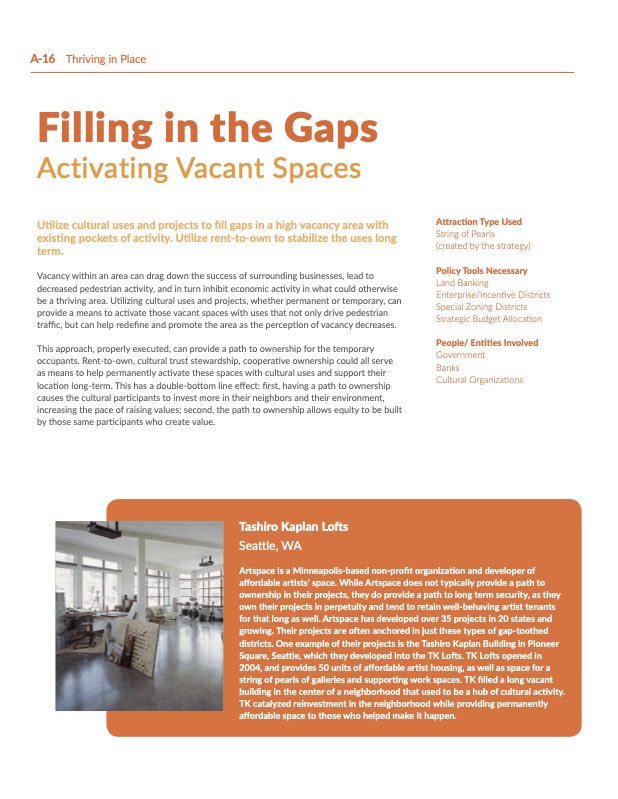 A-16 Thriving in Place
Filling in the Gaps
Activating Vacant Spaces
Utilize cultural uses and projects to fill gaps in a high vacancy area with
existing pockets of activity. Utilize rent-to-own to stabilize the uses long
term.
Vacancy within an area can drag down the success of surrounding businesses, lead to
decreased pedestrian activity, and in turn inhibit economic activity in what could otherwise
be a thriving area. Utilizing cultural uses and projects, whether permanent or temporary, can
provide a means to activate those vacant spaces with uses that not only drive pedestrian
traffic, but can help redefine and promote the area as the perception of vacancy decreases.
This approach, properly executed, can provide a path to ownership for the temporary
occupants. Rent-to-own, cultural trust stewardship, cooperative ownership could all serve
as means to help permanently activate these spaces with cultural uses and support their
location long-term. This has a double-bottom line effect: first, having a path to ownership
causes the cultural participants to invest more in their neighbors and their environment,
increasing the pace of raising values; second, the path to ownership allows equity to be built
by those same participants who create value.
Attraction Type Used
String of Pearls
(created by the strategy)
Policy Tools Necessary
Land Banking
Enterprise/Incentive Districts
Special Zoning Districts
Strategic Budget Allocation
People/ Entities Involved
Government
Banks
Cultural Organizations
Tashiro Kaplan Lofts
Seattle, WA
Artspace is a Minneapolis-based non-profit organization and developer of
affordable artists' space. While Artspace does not typically provide a path to
ownership in their projects, they do provide a path to long term security, as they
own their projects in perpetuity and tend to retain well-behaving artist tenants
for that long as well. Artspace has developed over 35 projects in 20 states and
growing. Their projects are often anchored in just these types of gap-toothed
districts. One example of their projects is the Tashiro Kaplan Building in Pioneer
Square, Seattle, which they developed into the TK Lofts. TK Lofts opened in
2004, and provides 50 units of affordable artist housing, as well as space for a
string of pearls of galleries and supporting work spaces. TK filled a long vacant
building in the center of a neighborhood that used to be a hub of cultural activity.
TK catalyzed reinvestment in the neighborhood while providing permanently
affordable space to those who helped make it happen.